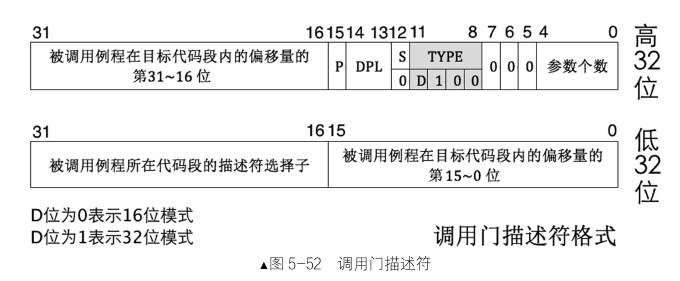 31 16 15 14 13 12 11 8 7 6 5 4 0
被调用例程在目标代码段内的偏移量的
第31~16 位
P DPL S TYPE 0 0 0 参数个数
0 D 1 0 0
高32位
31 16 15 0
被调用例程所在代码段的描述符选择子
被调用例程在目标代码段内的偏移量的
第15~0 位
低32位
D位为0表示16位模式
D位为1表示32位模式
调用门描述符格式
▲图 5-52 调用门描述符